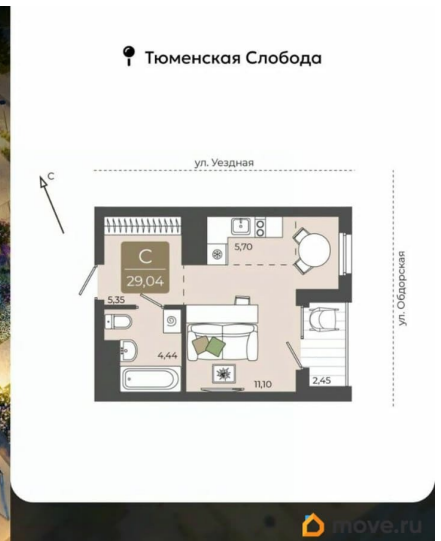 Тюменская Слобода
ул. Уездная
С
ул. Обдорская
5,70
С
29,04
5,35
4,44
11,10
2,45
move.ru